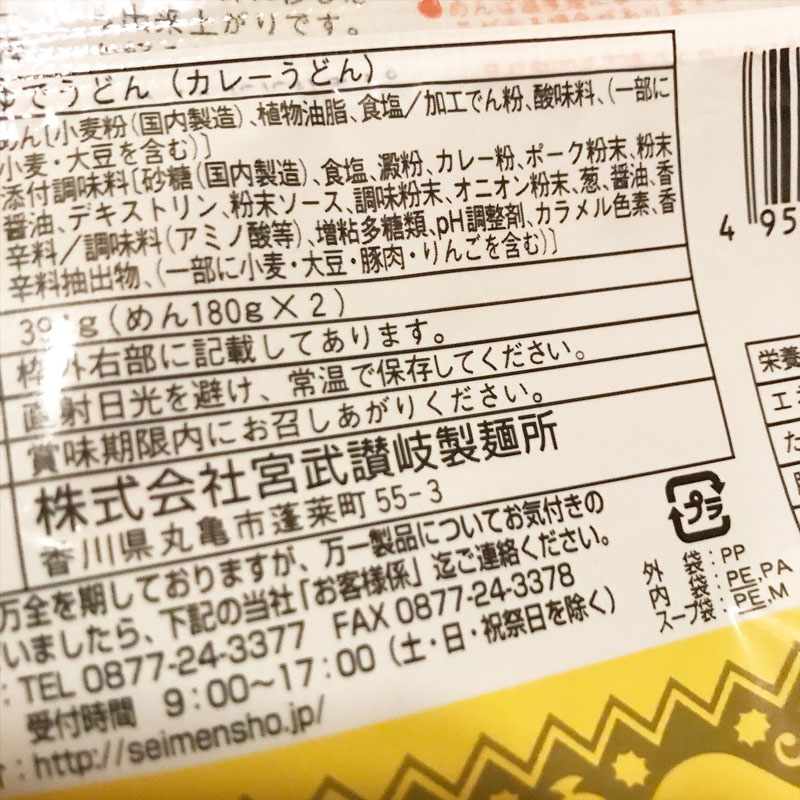 出来上がりです。
ゆでうどん（カレーうどん）
めん［小麦粉（国内製造）、植物油脂、食塩／加工でん粉、酸味料、（一部に
小麦・大豆を含む）］
添付調味料［砂糖（国内製造）、食塩、澱粉、カレー粉、ポーク粉末、粉末
醤油、デキストリン、粉末ソース、調味粉末、オニオン粉末、葱、醤油、香
辛料／調味料（アミノ酸等）、増粘多糖類、pH調整剤、カラメル色素、香
辛料抽出物、（一部に小麦・大豆・豚肉・りんごを含む）］
（めん180g×2）
枠外右部に記載してあります。
直射日光を避け、常温で保存してください。
賞味期限内にお召しあがりください。
株式会社宮武讃岐製麺所
香川県丸亀市蓬莱町55-3
万全を期しておりますが、万一製品についてお気付きの
いましたら、下記の当社「お客様係」迄ご連絡ください。
：TEL 0877-24-3377 FAX 0877-24-3378
受付時間 9：00〜17：00（土・日・祝祭日を除く）
：http://seimensho.jp/
プラ
外 袋：PP
内 袋：PE,PA
スープ袋：PE,M
4 95
栄養
エネ
た